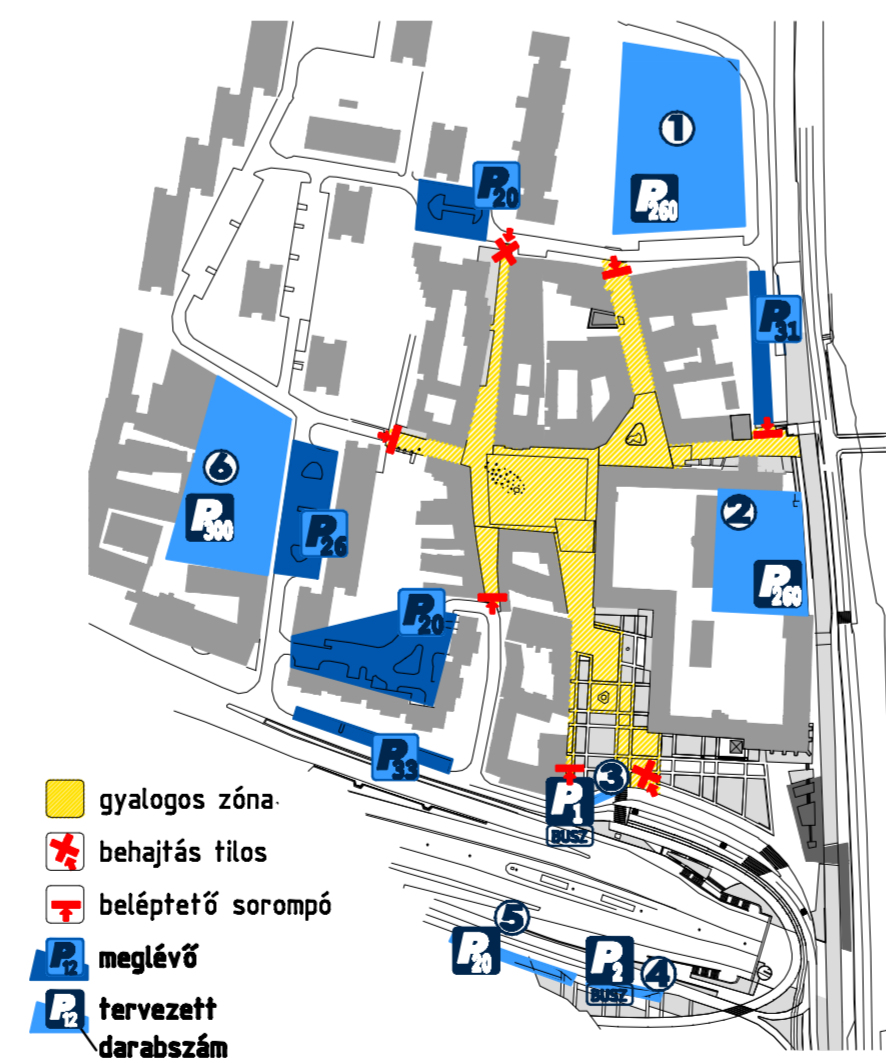 1
P20
P260
P31
6
P300
P26
2
P260
P20
P33
3
P1
BUSZ
gyalogos zóna
behajtás tilos
beléptető sorompó
5
P20
P2
4
BUSZ
P12 meglévő
P12 tervezett
darabszám